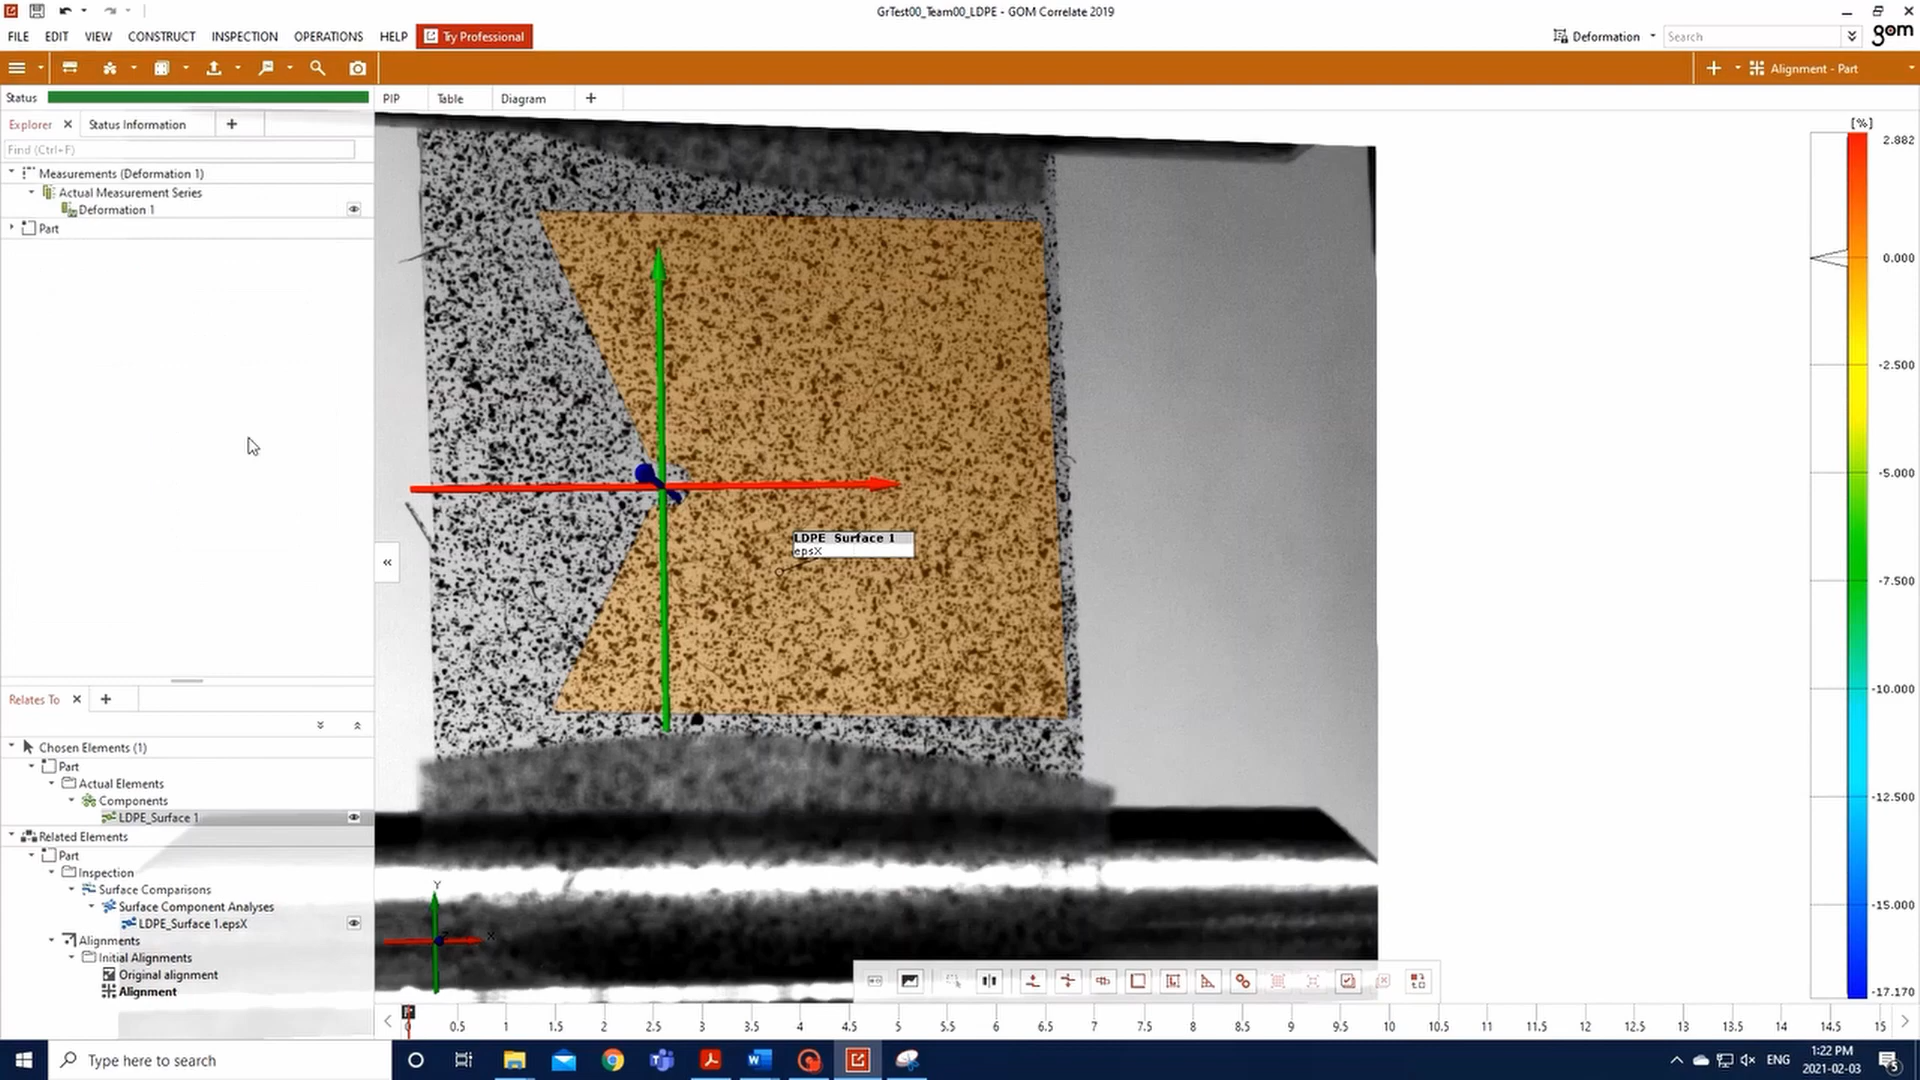 GrTest00_Team00_LDPE - GOM Correlate 2019
FILE EDIT VIEW CONSTRUCT INSPECTION OPERATIONS HELP Try Professional Deformation Search gom
Alignment - Part
Status PIP Table Diagram
Explorer Status Information
Find (Ctrl+F)
Measurements (Deformation 1)
Actual Measurement Series
Deformation 1
Part
[%]
2.882
0.000
-2.500
-5.000
-7.500
-10.000
-12.500
-15.000
-17.170
LDPE_Surface 1
epsX
Relates To
Chosen Elements (1)
Part
Actual Elements
Components
LDPE_Surface 1
Related Elements
Part
Inspection
Surface Comparisons
Surface Component Analyses
LDPE_Surface 1.epsX
Alignments
Initial Alignments
Original alignment
Alignment
Y
X
0 0.5 1 1.5 2 2.5 3 3.5 4 4.5 5 5.5 6 6.5 7 7.5 8 8.5 9 9.5 10 10.5 11 11.5 12 12.5 13 13.5 14 14.5 15
Type here to search
ENG
1:22 PM
2021-02-03
5